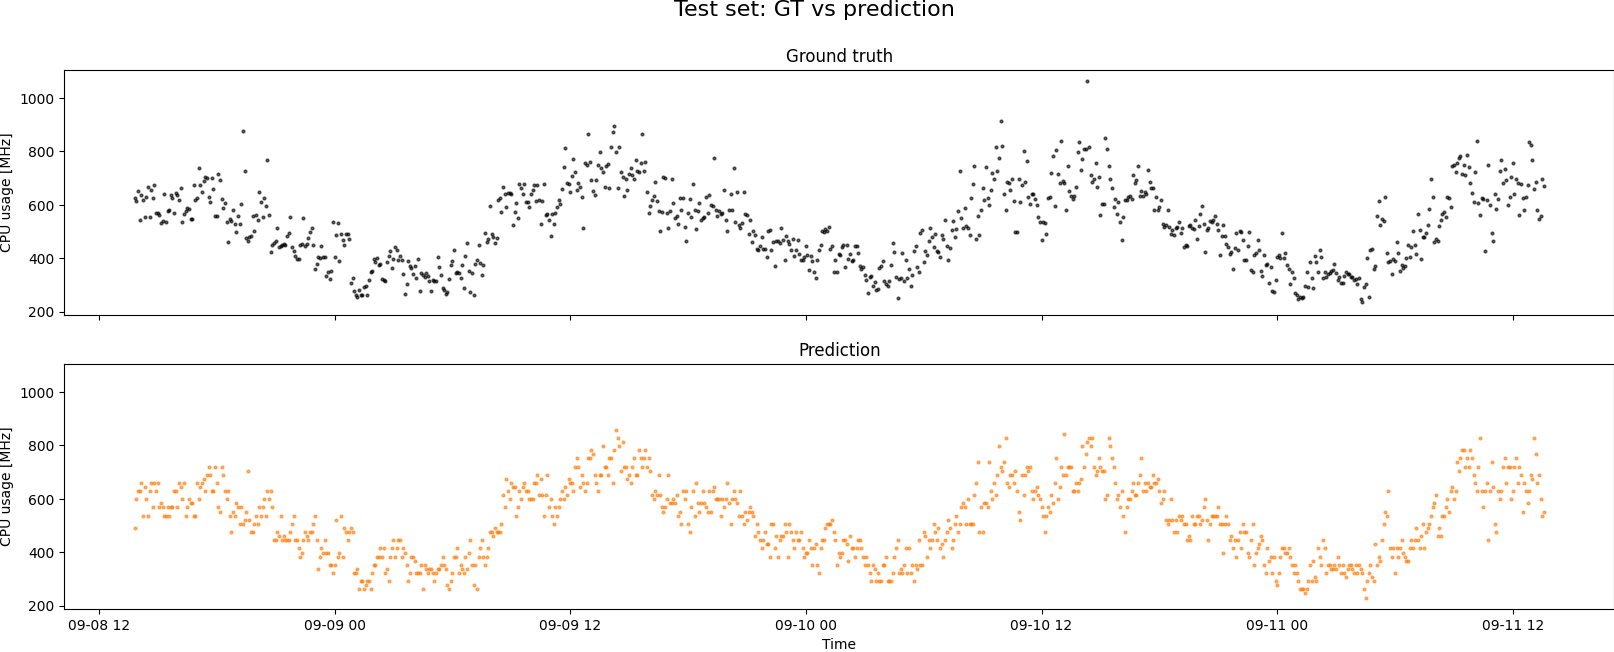 Test set: GT vs prediction
Ground truth
CPU usage [MHz]
1000
800
600
400
200
Prediction
CPU usage [MHz]
1000
800
600
400
200
09-08 12
09-09 00
09-09 12
09-10 00
09-10 12
09-11 00
09-11 12
Time